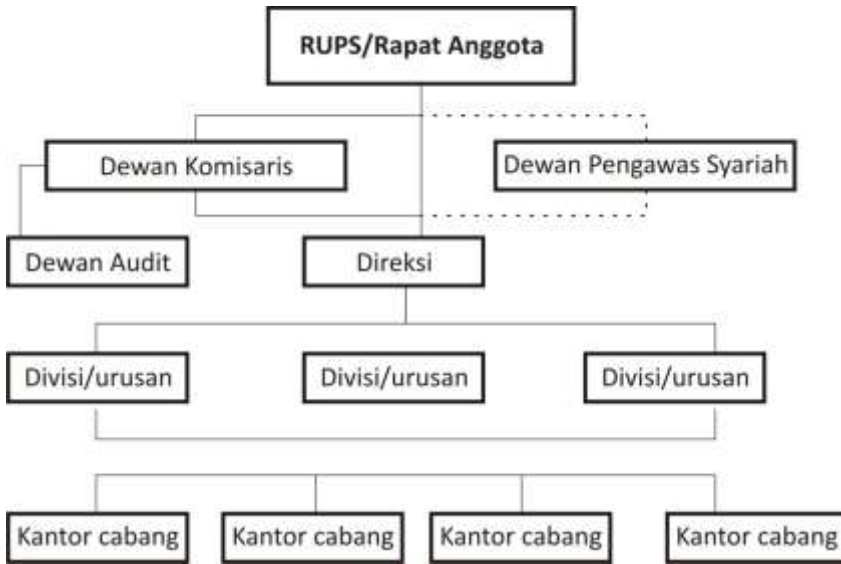 RUPS/Rapat Anggota
Dewan Komisaris
Dewan Pengawas Syariah
Dewan Audit
Direksi
Divisi/urusan
Divisi/urusan
Divisi/urusan
Kantor cabang
Kantor cabang
Kantor cabang
Kantor cabang